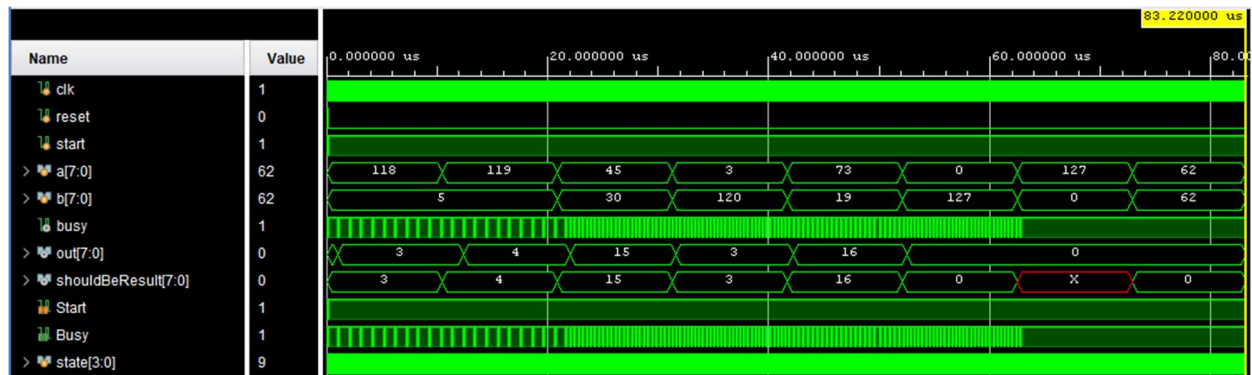 83.220000 us
Name Value 0.000000 us 20.000000 us 40.000000 us 60.000000 us 80.0
clk 1
reset 0
start 1
a[7:0] 62 118 119 45 3 73 0 127 62
b[7:0] 62 5 30 120 19 127 0 62
busy 1
out[7:0] 0 3 4 15 3 16 0
shouldBeResult[7:0] 0 3 4 15 3 16 0 X 0
Start 1
Busy 1
state[3:0] 9